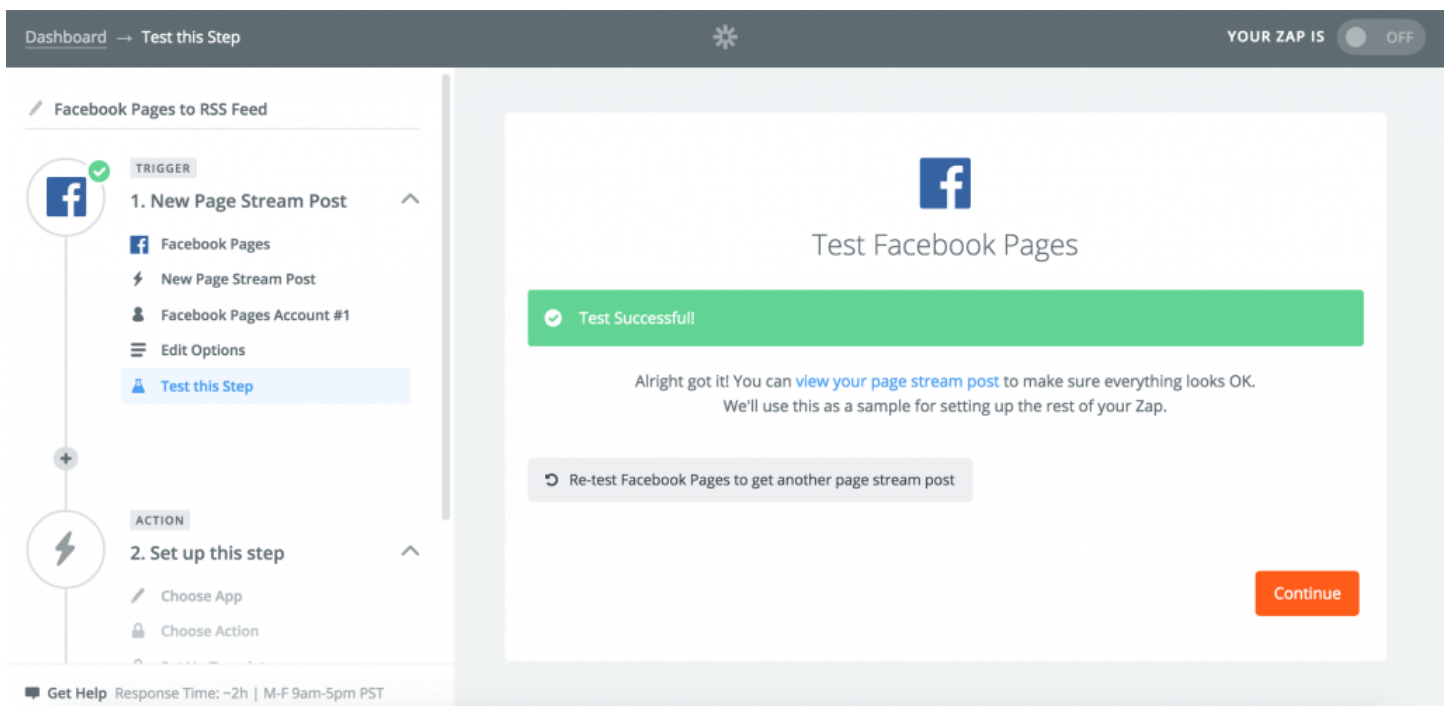 Dashboard → Test this Step
YOUR ZAP IS OFF
Facebook Pages to RSS Feed
TRIGGER
1. New Page Stream Post
Facebook Pages
New Page Stream Post
Facebook Pages Account #1
Edit Options
Test this Step
ACTION
2. Set up this step
Choose App
Choose Action
Get Help Response Time: ~2h | M-F 9am-5pm PST
Test Facebook Pages
Test Successful!
Alright got it! You can view your page stream post to make sure everything looks OK.
We'll use this as a sample for setting up the rest of your Zap.
Re-test Facebook Pages to get another page stream post
Continue